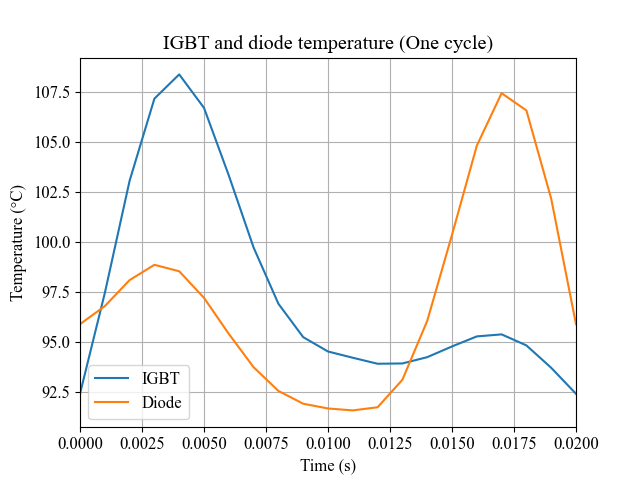 IGBT and diode temperature (One cycle)
Temperature (°C)
107.5
105.0
102.5
100.0
97.5
95.0
92.5
IGBT
Diode
0.0000 0.0025 0.0050 0.0075 0.0100 0.0125 0.0150 0.0175 0.0200
Time (s)